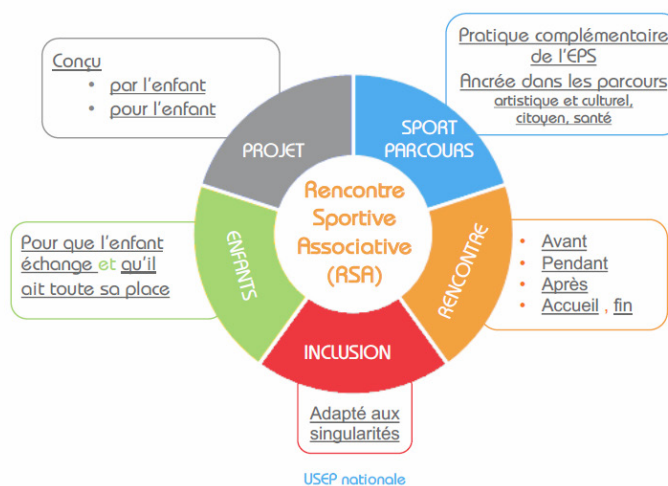 Conçu
• par l'enfant
• pour l'enfant
Pratique complémentaire
de l'EPS
Ancrée dans les parcours
artistique et culturel,
citoyen, santé
PROJET
SPORT
PARCOURS
Rencontre
Sportive
Associative
(RSA)
Pour que l'enfant
échange et qu'il
ait toute sa place
ENFANTS
RENCONTRE
• Avant
• Pendant
• Après
• Accueil , fin
INCLUSION
Adapté aux
singularités
USEP nationale